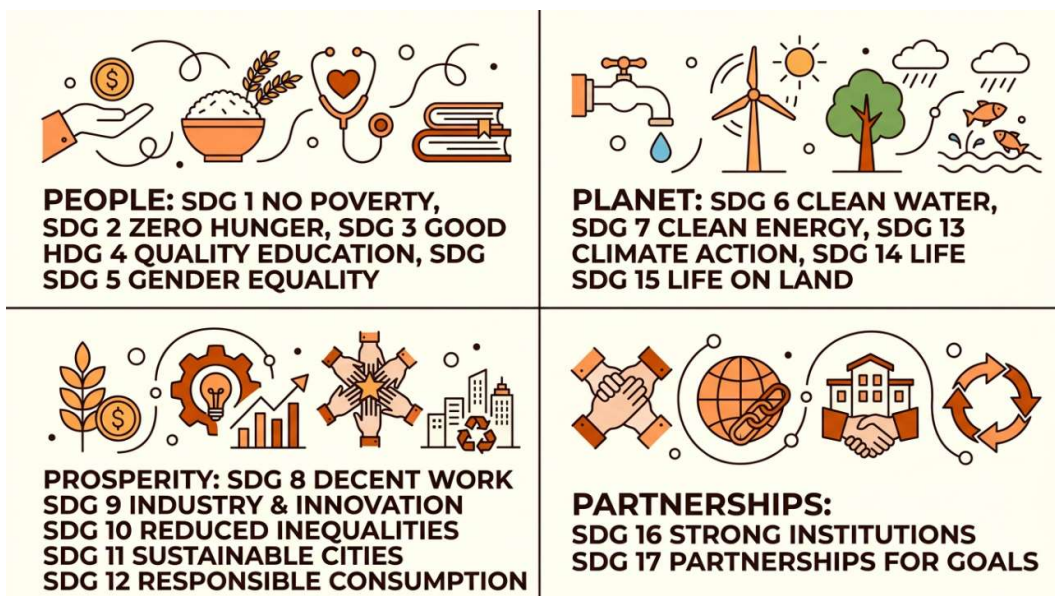 PEOPLE: SDG 1 NO POVERTY,
SDG 2 ZERO HUNGER, SDG 3 GOOD
HDG 4 QUALITY EDUCATION, SDG
SDG 5 GENDER EQUALITY
PLANET: SDG 6 CLEAN WATER,
SDG 7 CLEAN ENERGY, SDG 13
CLIMATE ACTION, SDG 14 LIFE
SDG 15 LIFE ON LAND
PROSPERITY: SDG 8 DECENT WORK
SDG 9 INDUSTRY & INNOVATION
SDG 10 REDUCED INEQUALITIES
SDG 11 SUSTAINABLE CITIES
SDG 12 RESPONSIBLE CONSUMPTION
PARTNERSHIPS:
SDG 16 STRONG INSTITUTIONS
SDG 17 PARTNERSHIPS FOR GOALS